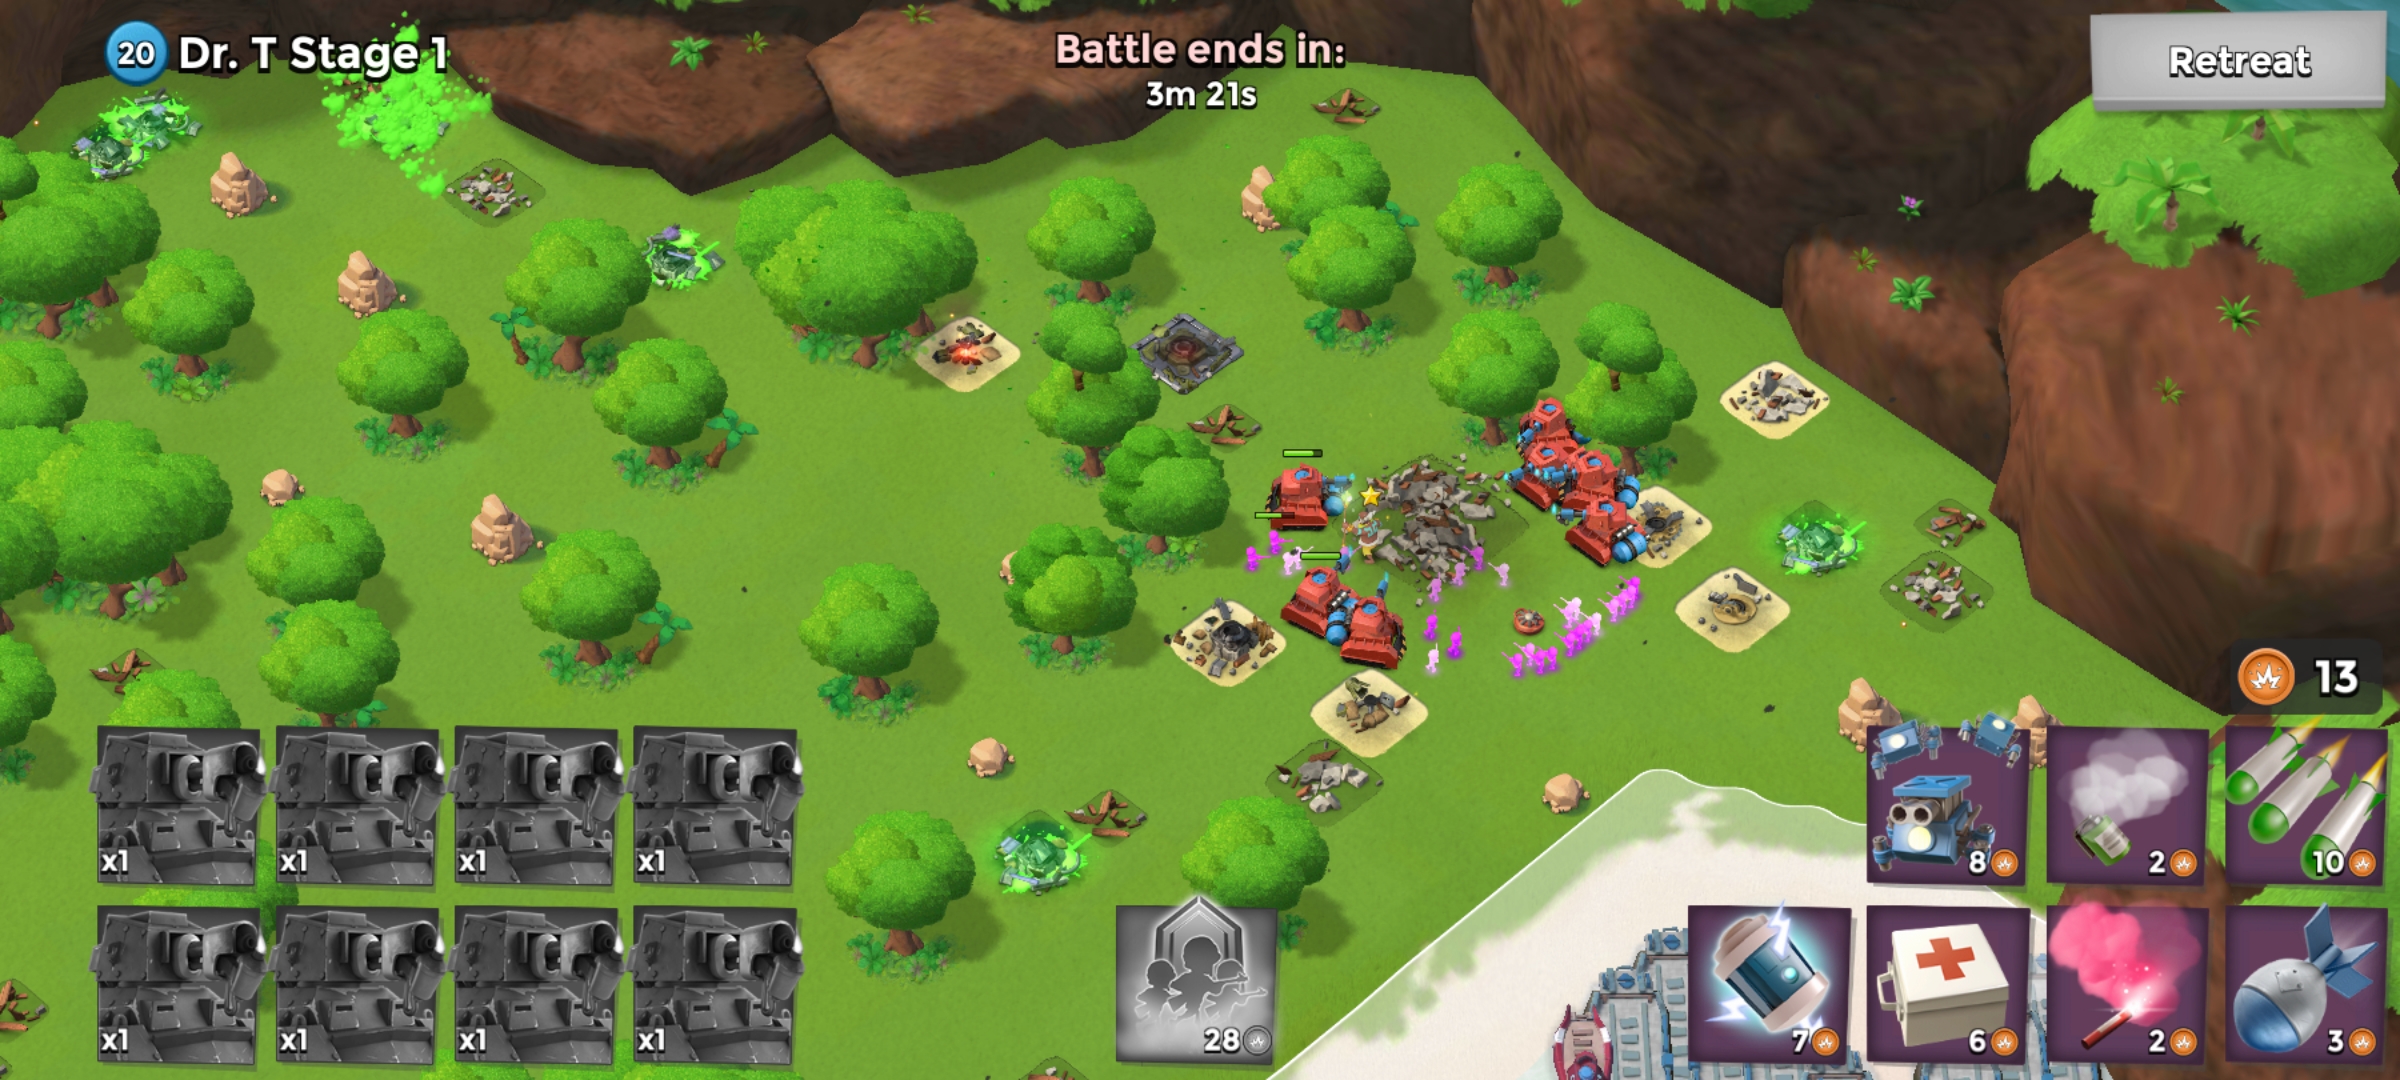 20 Dr. T Stage 1
Battle ends in:
3m 21s
Retreat
13
x1 x1 x1 x1
8 2 10
x1 x1 x1 x1
28 7 6 2 3